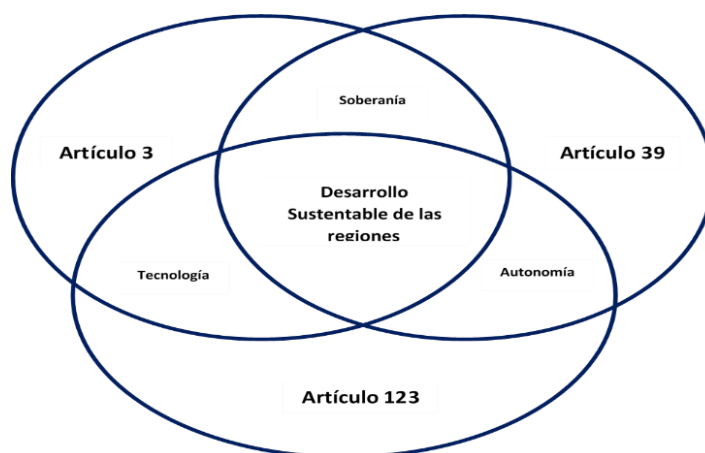 Soberanía
Artículo 3
Artículo 39
Desarrollo
Sustentable de las
regiones
Tecnología
Autonomía
Artículo 123